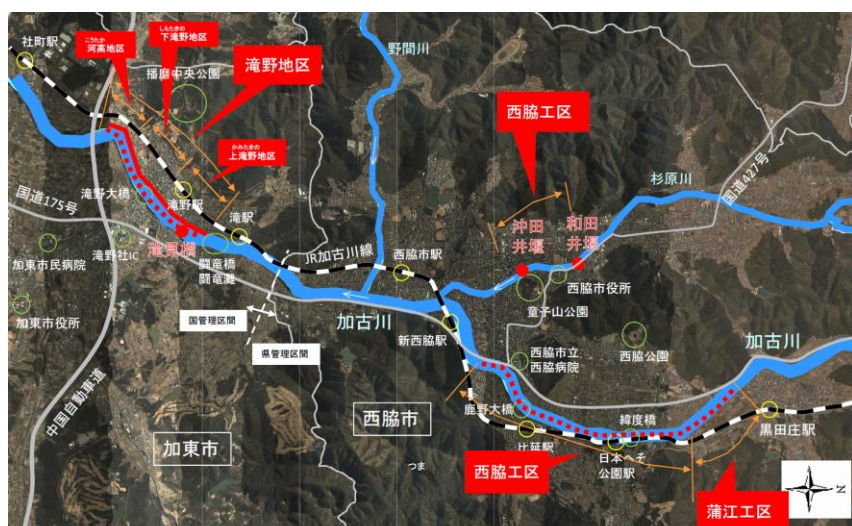 社町駅
こうたか
河高地区
しもたきの
下滝野地区
播磨中央公園
滝野地区
かみたきの
上滝野地区
野間川
西脇工区
国道427号
杉原川
国道175号
滝野大橋
滝野駅
滝駅
滝見橋
滝野社IC
闘竜橋
闘竜灘
加東市民病院
加東市役所
JR加古川線
西脇市駅
沖田
井堰
和田
井堰
西脇市役所
童子山公園
国管理区間
県管理区間
加古川
新西脇駅
西脇市立
西脇病院
西脇公園
加古川
中国自動車道
加東市
西脇市
つま
鹿野大橋
比延駅
緯度橋
日本へそ
公園駅
黒田庄駅
西脇工区
蒲江工区
N